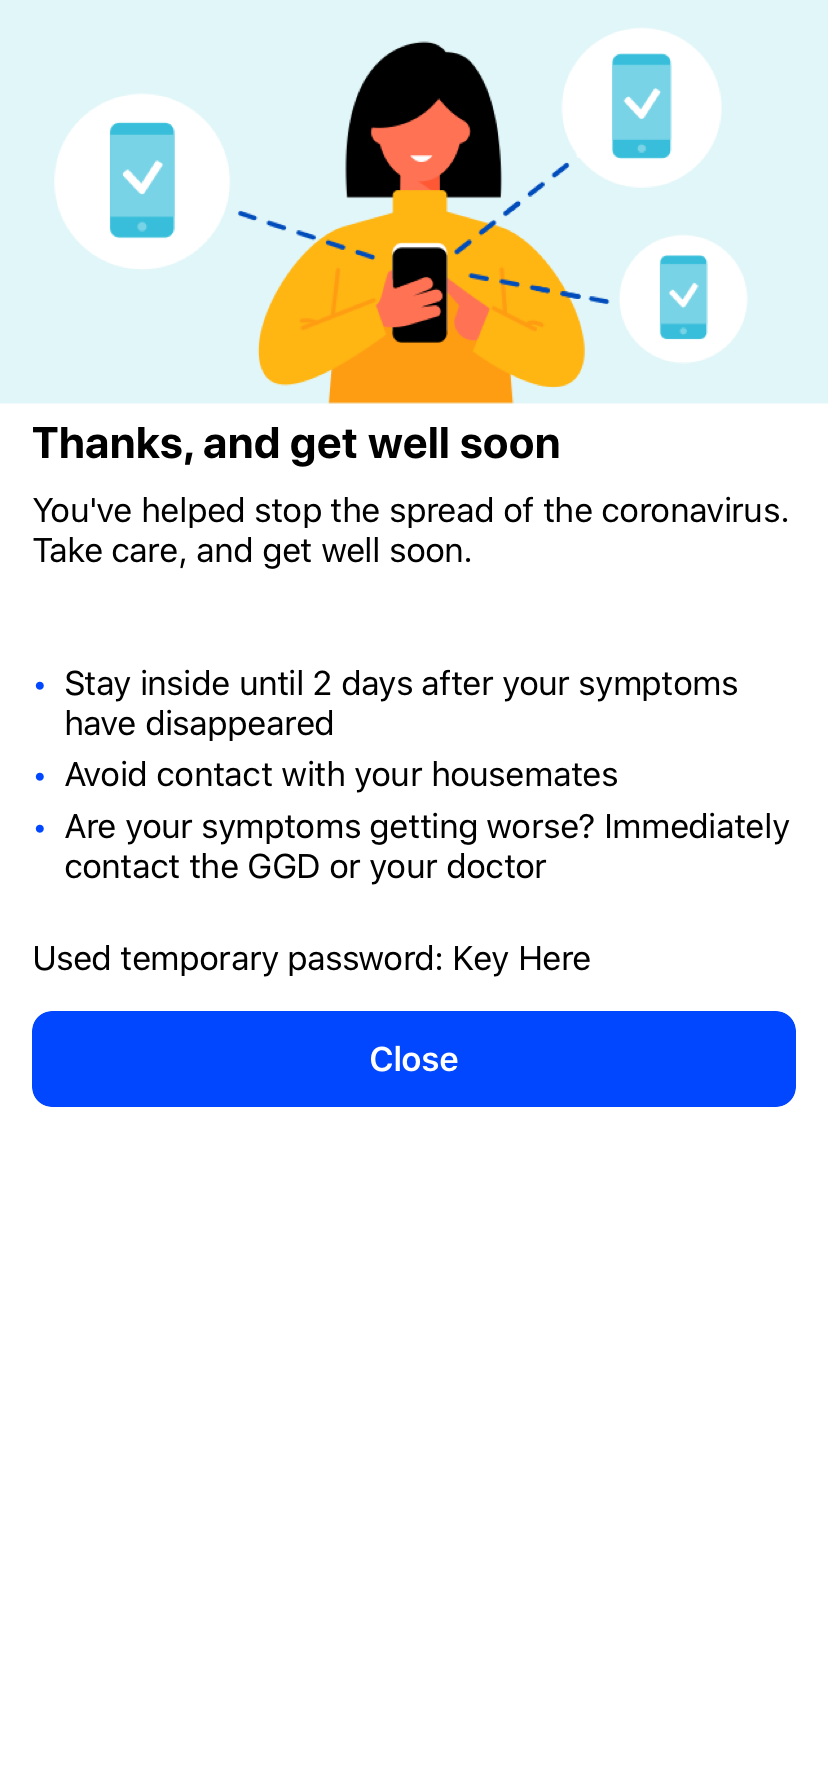 Thanks, and get well soon
You've helped stop the spread of the coronavirus.
Take care, and get well soon.
• Stay inside until 2 days after your symptoms
have disappeared
• Avoid contact with your housemates
• Are your symptoms getting worse? Immediately
contact the GGD or your doctor
Used temporary password: Key Here
Close